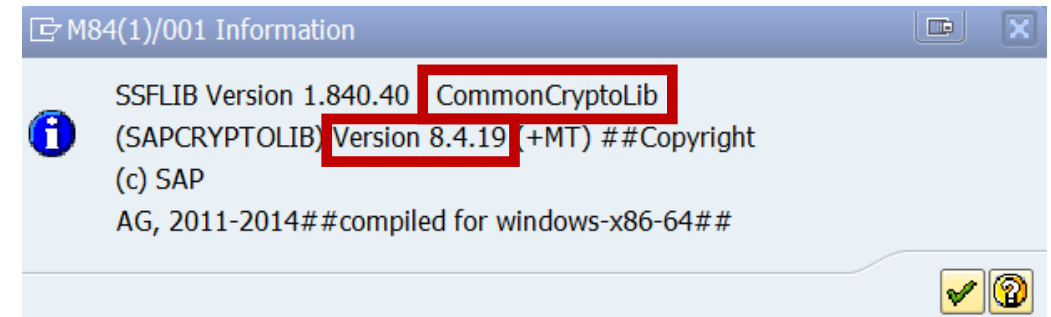 M84(1)/001 Information
SSFLIB Version 1.840.40 CommonCryptoLib
(SAPCRYPTOLIB) Version 8.4.19 (+MT) ##Copyright
(c) SAP
AG, 2011-2014##compiled for windows-x86-64##